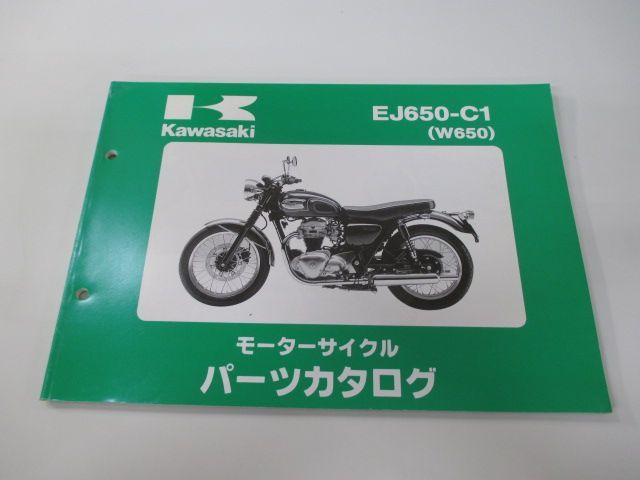 Kawasaki
EJ650-C1
(W650)
モーターサイクル
パーツカタログ